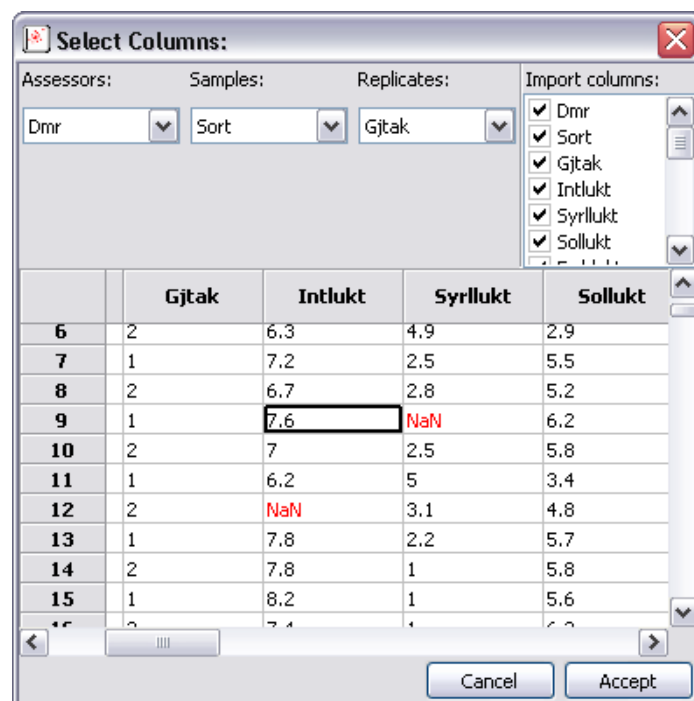 Select Columns:
Assessors: Samples: Replicates: Import columns:
Dmr Sort Gjtak
Dmr
Sort
Gjtak
Intlukt
Syrllukt
Sollukt
Gjtak Intlukt Syrllukt Sollukt
6 2 6.3 4.9 2.9
7 1 7.2 2.5 5.5
8 2 6.7 2.8 5.2
9 1 7.6 NaN 6.2
10 2 7 2.5 5.8
11 1 6.2 5 3.4
12 2 NaN 3.1 4.8
13 1 7.8 2.2 5.7
14 2 7.8 1 5.8
15 1 8.2 1 5.6
Cancel Accept